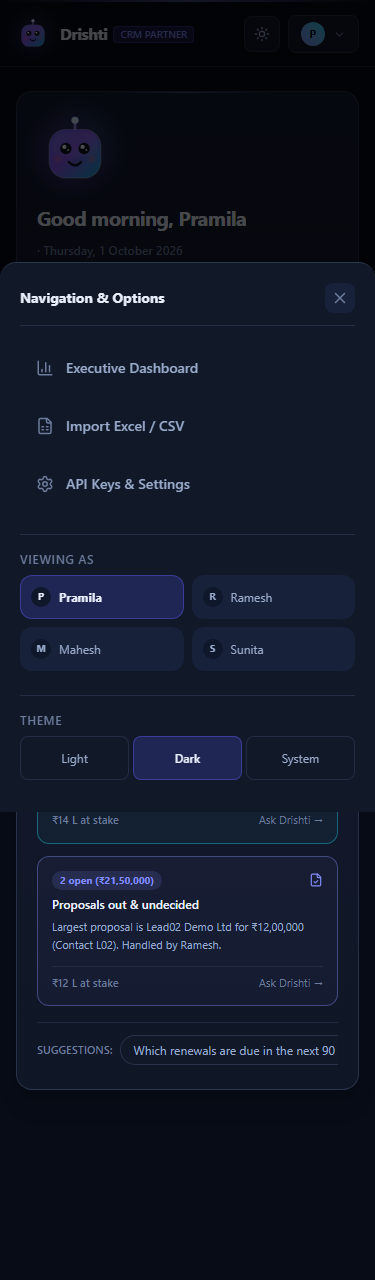 Drishti CRM PARTNER
P
Good morning, Pramila
· Thursday, 1 October 2026
Navigation & Options
Executive Dashboard
Import Excel / CSV
API Keys & Settings
VIEWING AS
P Pramila
R Ramesh
M Mahesh
S Sunita
THEME
Light
Dark
System
₹14 L at stake
Ask Drishti →
2 open (₹21,50,000)
Proposals out & undecided
Largest proposal is Lead02 Demo Ltd for ₹12,00,000
(Contact L02). Handled by Ramesh.
₹12 L at stake
Ask Drishti →
SUGGESTIONS:
Which renewals are due in the next 90